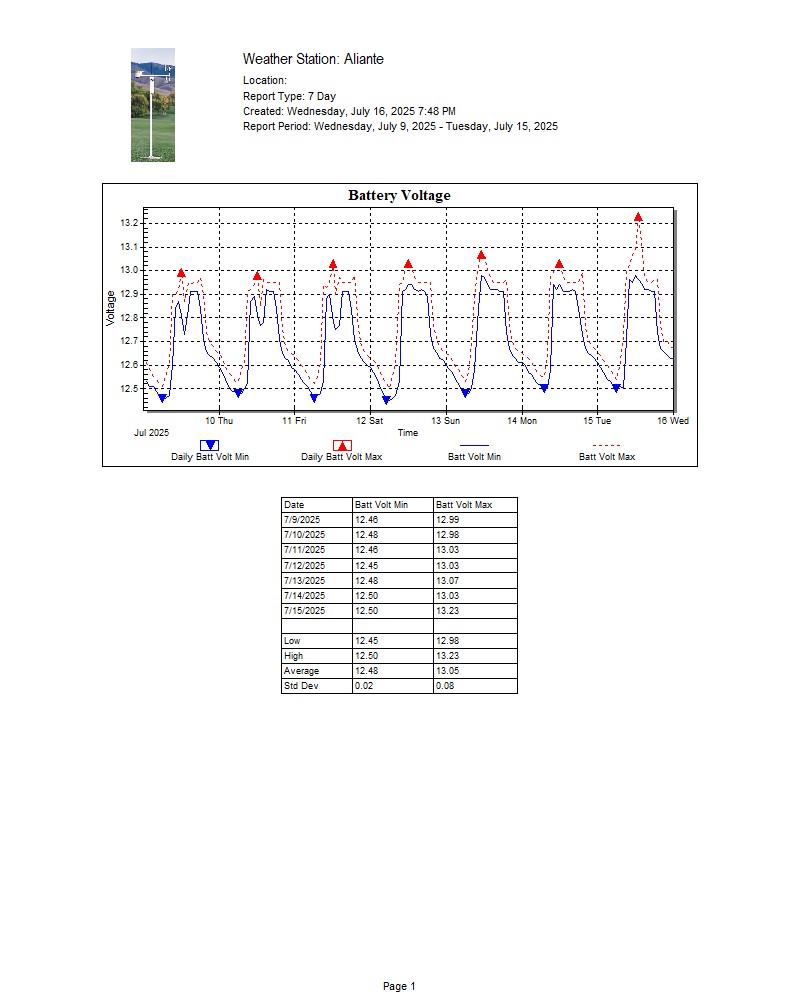 Weather Station: Aliante
Location:
Report Type: 7 Day
Created: Wednesday, July 16, 2025 7:48 PM
Report Period: Wednesday, July 9, 2025 - Tuesday, July 15, 2025
Battery Voltage
13.2
13.1
13.0
12.9
12.8
12.7
12.6
12.5
Voltage
10 Thu 11 Fri 12 Sat 13 Sun 14 Mon 15 Tue 16 Wed
Jul 2025
Time
Daily Batt Volt Min Daily Batt Volt Max Batt Volt Min Batt Volt Max
Date Batt Volt Min Batt Volt Max
7/9/2025 12.46 12.99
7/10/2025 12.48 12.98
7/11/2025 12.46 13.03
7/12/2025 12.45 13.03
7/13/2025 12.48 13.07
7/14/2025 12.50 13.03
7/15/2025 12.50 13.23
Low 12.45 12.98
High 12.50 13.23
Average 12.48 13.05
Std Dev 0.02 0.08
Page 1